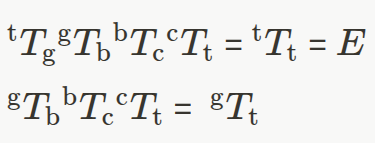 ᵗT_g ᵍT_b ᵇT_c ᶜT_t = ᵗT_t = E
ᵍT_b ᵇT_c ᶜT_t = ᵍT_t